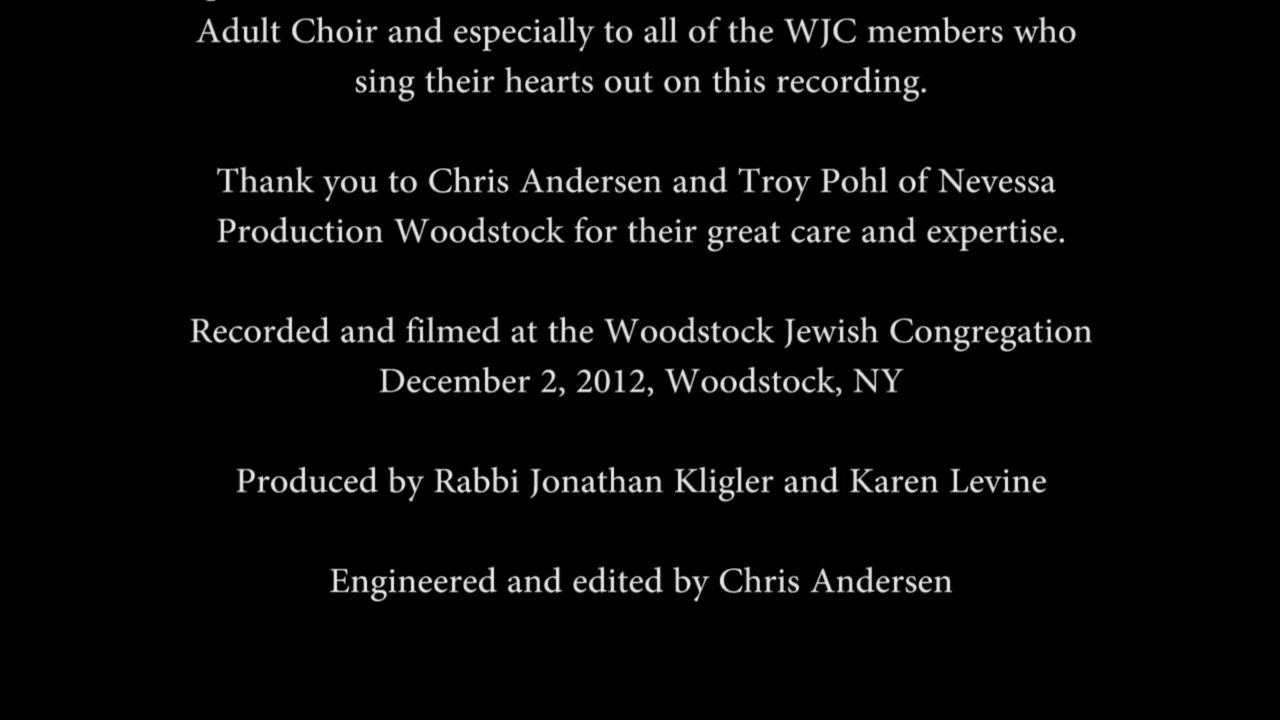 Adult Choir and especially to all of the WJC members who
sing their hearts out on this recording.
Thank you to Chris Andersen and Troy Pohl of Nevessa
Production Woodstock for their great care and expertise.
Recorded and filmed at the Woodstock Jewish Congregation
December 2, 2012, Woodstock, NY
Produced by Rabbi Jonathan Kligler and Karen Levine
Engineered and edited by Chris Andersen